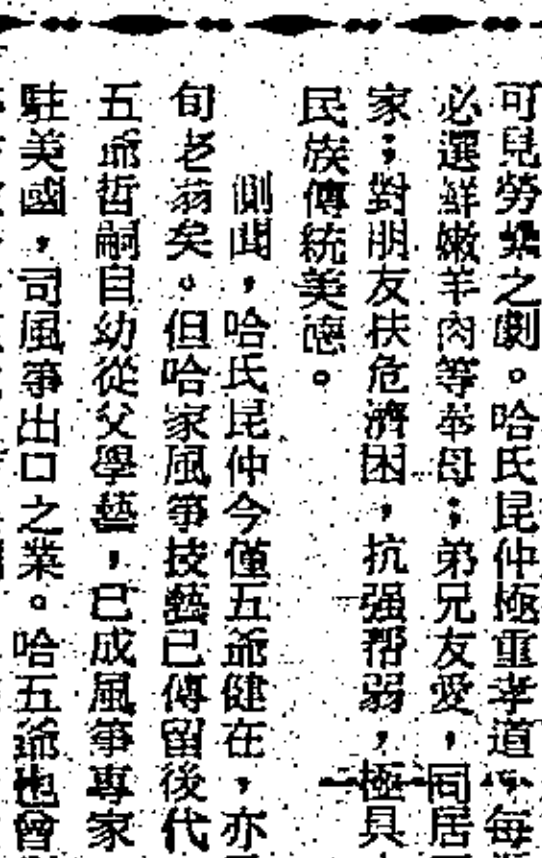 可兒勞燥之劇。哈氏昆仲極重孝道，每
必選鮮嫩羊肉等奉母；弟兄友愛，同居
家；對朋友扶危濟困，抗强帮弱，極具
民族傳統美德。
側聞，哈氏昆仲今僅五爺健在，亦
旬老翁矣。但哈家風箏技藝已傳留後代
五爺哲嗣自幼從父學藝，已成風箏專家
駐美國，司風箏出口之業。哈五爺也曾